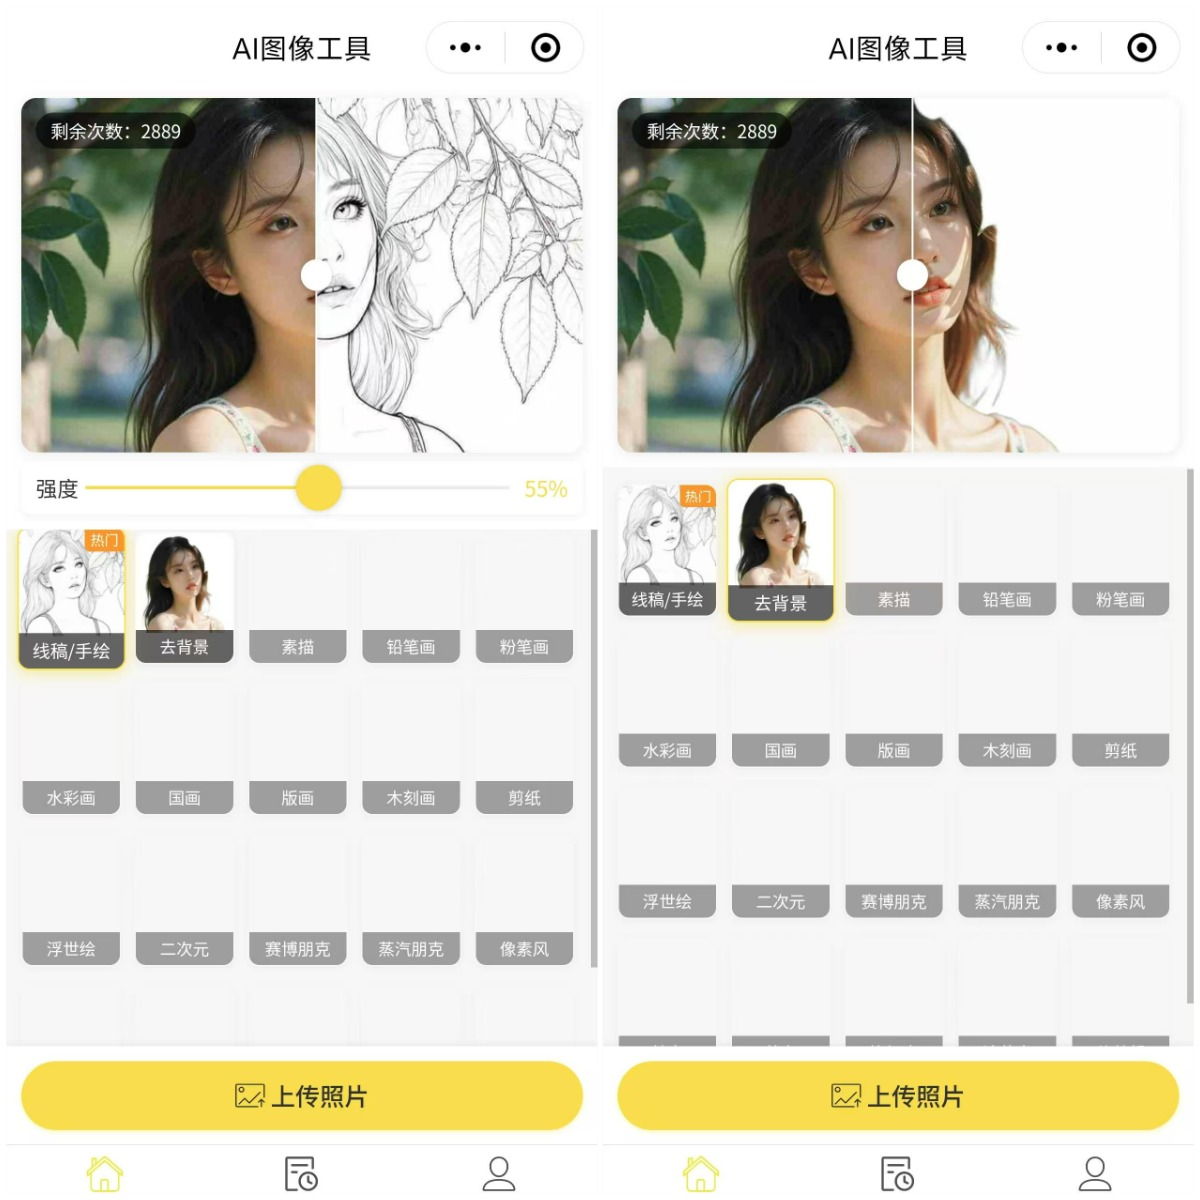 AI图像工具
剩余次数：2889
强度
55%
热门
线稿/手绘
去背景
素描
铅笔画
粉笔画
水彩画
国画
版画
木刻画
剪纸
浮世绘
二次元
赛博朋克
蒸汽朋克
像素风
上传照片
AI图像工具
剩余次数：2889
热门
线稿/手绘
去背景
素描
铅笔画
粉笔画
水彩画
国画
版画
木刻画
剪纸
浮世绘
二次元
赛博朋克
蒸汽朋克
像素风
上传照片